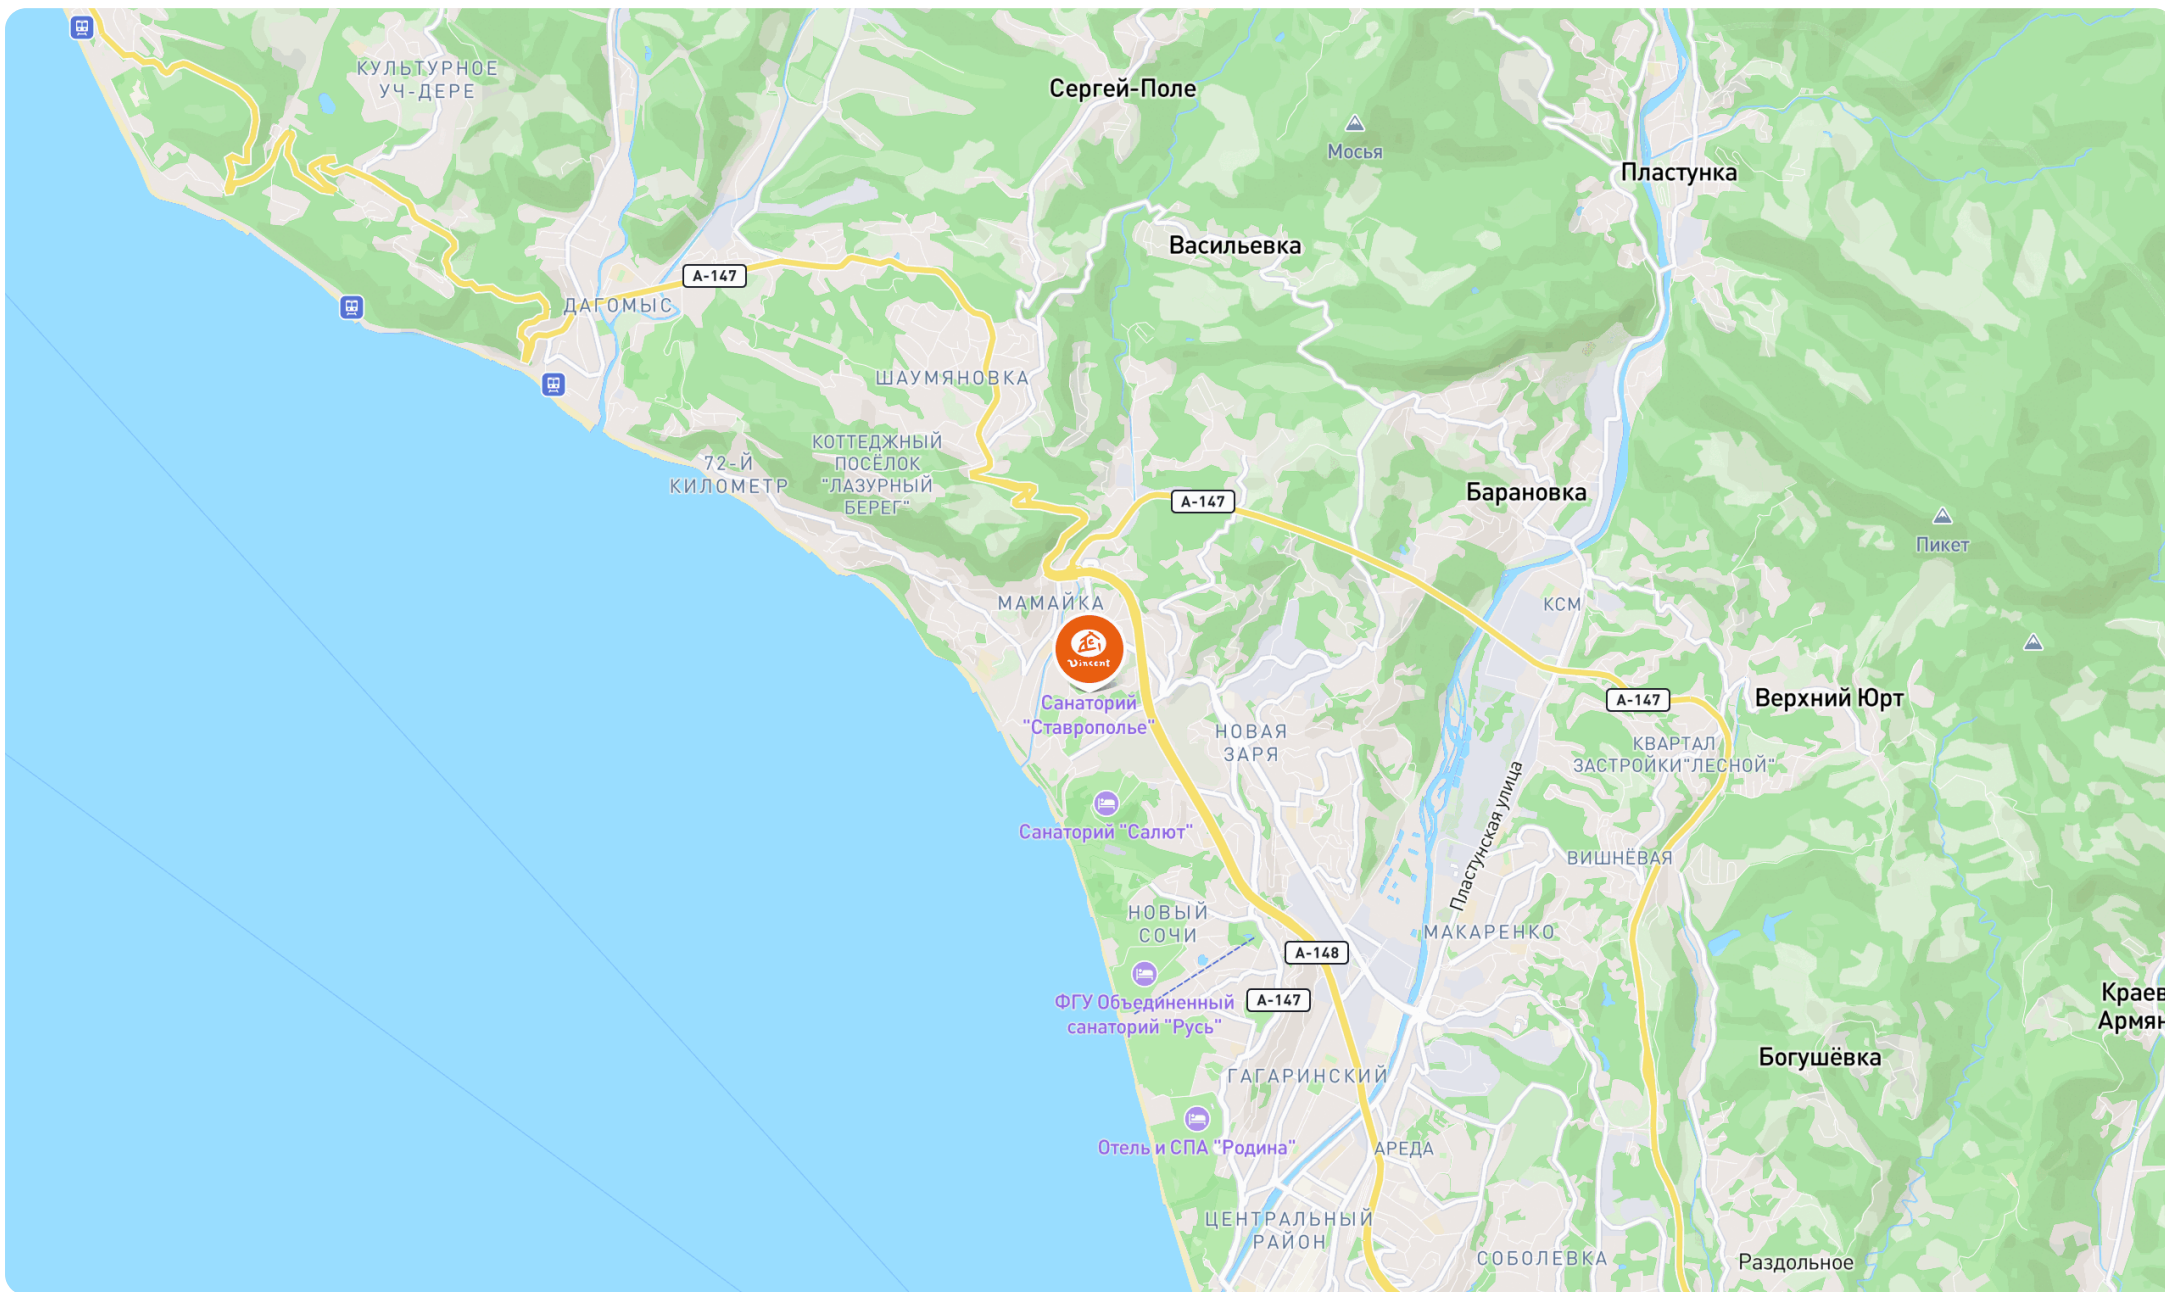 КУЛЬТУРНОЕ
УЧ-ДЕРЕ
Сергей-Поле
Мосья
Пластунка
Васильевка
А-147
ДАГОМЫС
ШАУМЯНОВКА
КОТТЕДЖНЫЙ
ПОСЁЛОК
"ЛАЗУРНЫЙ
БЕРЕГ"
72-Й
КИЛОМЕТР
А-147
Барановка
Пикет
МАМАЙКА
КСМ
Vincent
Санаторий
"Ставрополье"
А-147
Верхний Юрт
НОВАЯ
ЗАРЯ
КВАРТАЛ
ЗАСТРОЙКИ"ЛЕСНОЙ"
Пластунская улица
Санаторий "Салют"
ВИШНЁВАЯ
НОВЫЙ
СОЧИ
МАКАРЕНКО
А-148
А-147
ФГУ Объединенный
санаторий "Русь"
Краев
Армян
Богушёвка
ГАГАРИНСКИЙ
Отель и СПА "Родина"
АРЕДА
ЦЕНТРАЛЬНЫЙ
РАЙОН
СОБОЛЕВКА
Раздольное